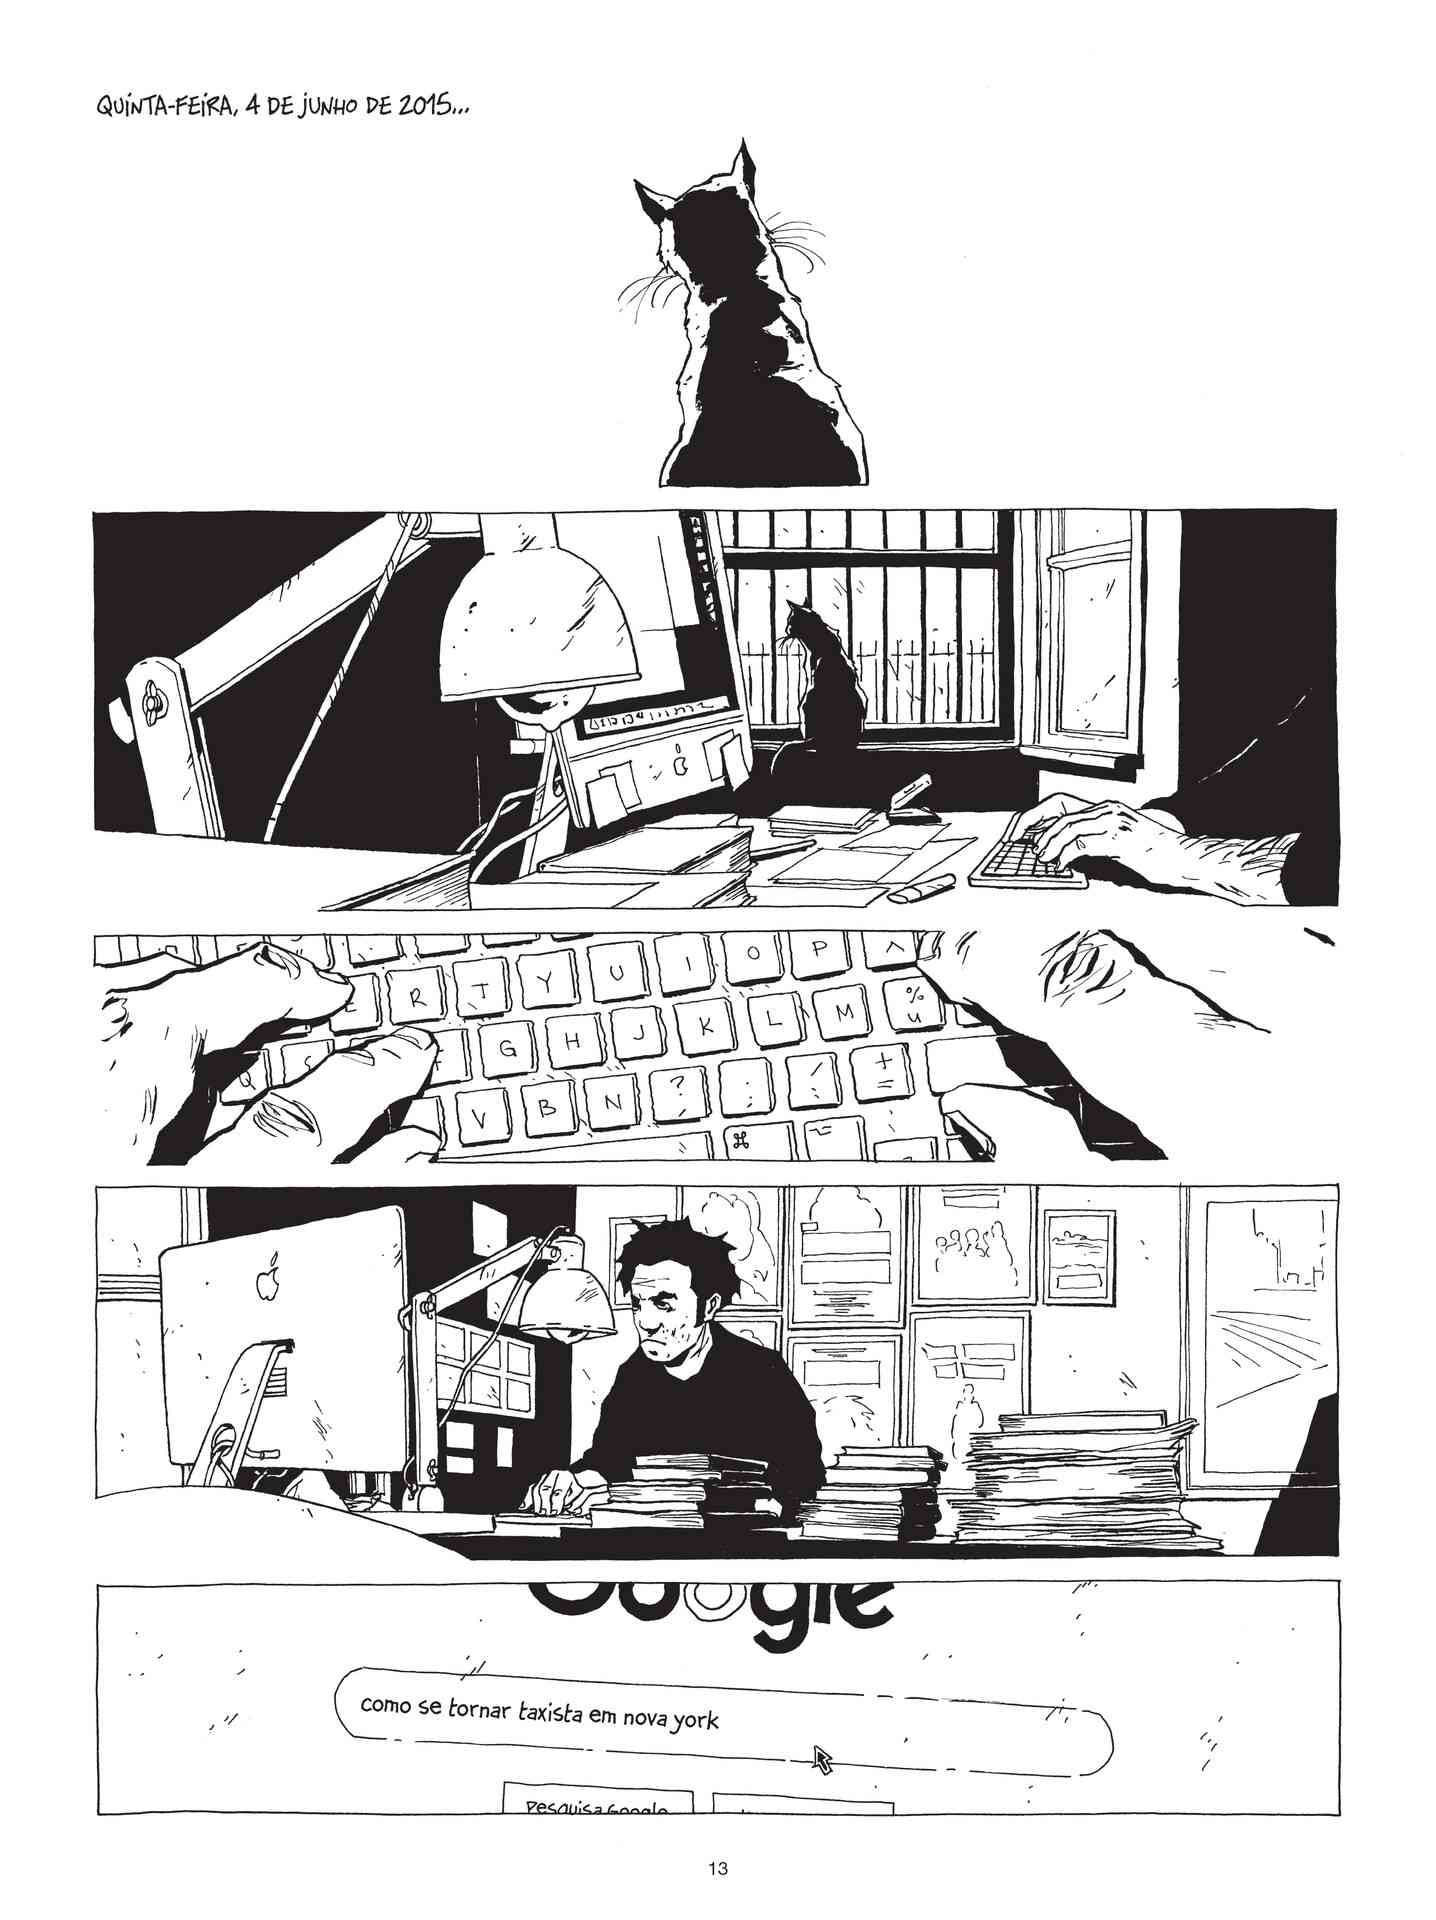 QUINTA-FEIRA, 4 DE JUNHO DE 2015...
R T Y U I O P ^
Q G H J K L M % ù
V B N ? , . ; / : + =
⌘ ⌥
Google
como se tornar taxista em nova york
Pesquisa Google
13